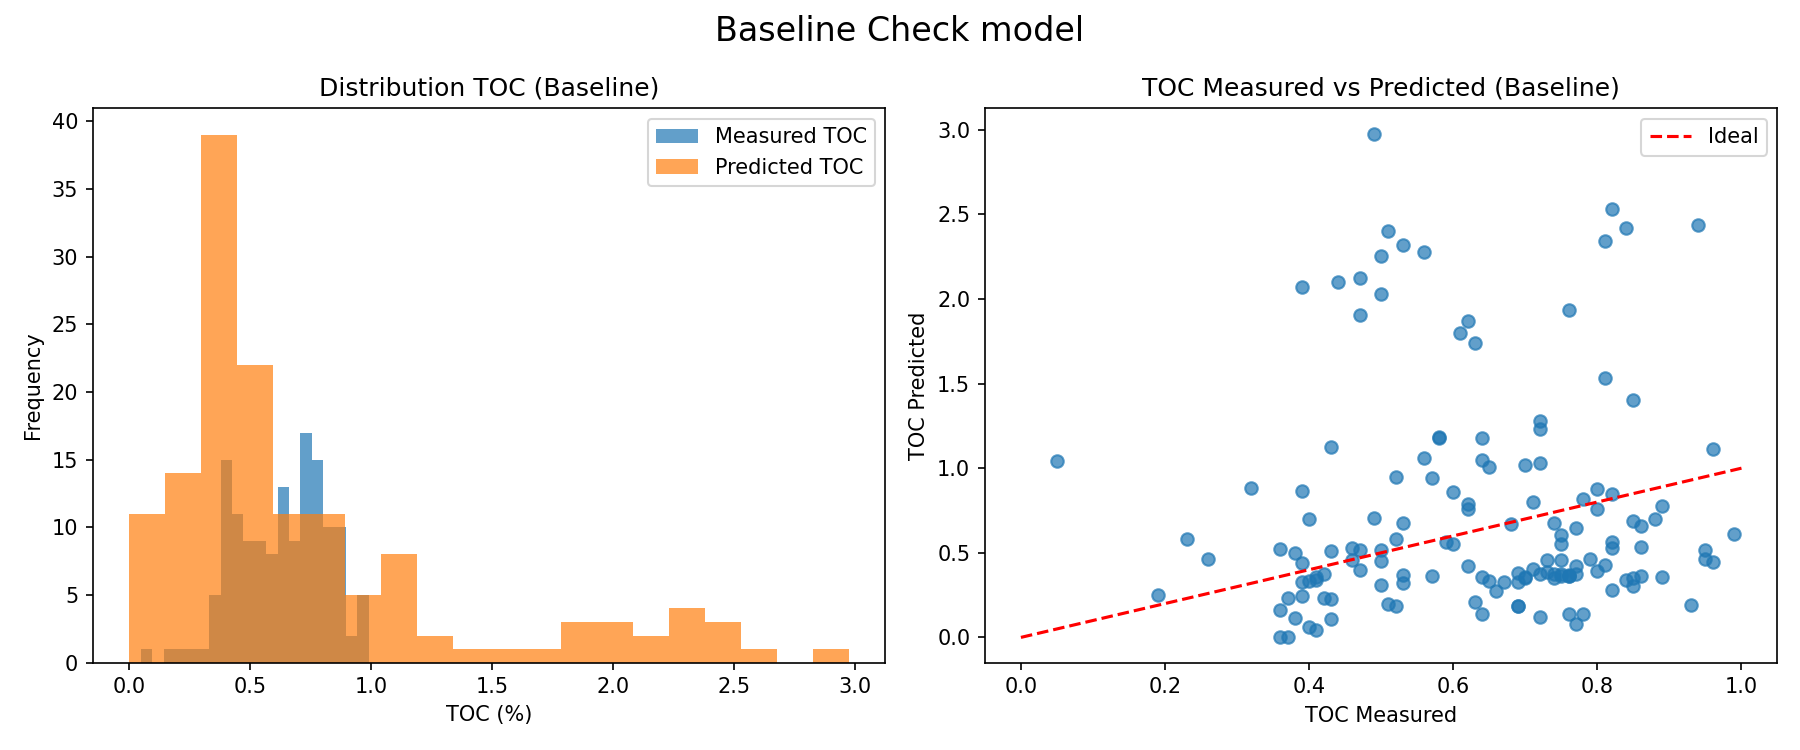 Baseline Check model
Distribution TOC (Baseline)
Measured TOC
Predicted TOC
Frequency
40
35
30
25
20
15
10
5
0
0.0 0.5 1.0 1.5 2.0 2.5 3.0
TOC (%)
TOC Measured vs Predicted (Baseline)
Ideal
TOC Predicted
3.0
2.5
2.0
1.5
1.0
0.5
0.0
0.0 0.2 0.4 0.6 0.8 1.0
TOC Measured